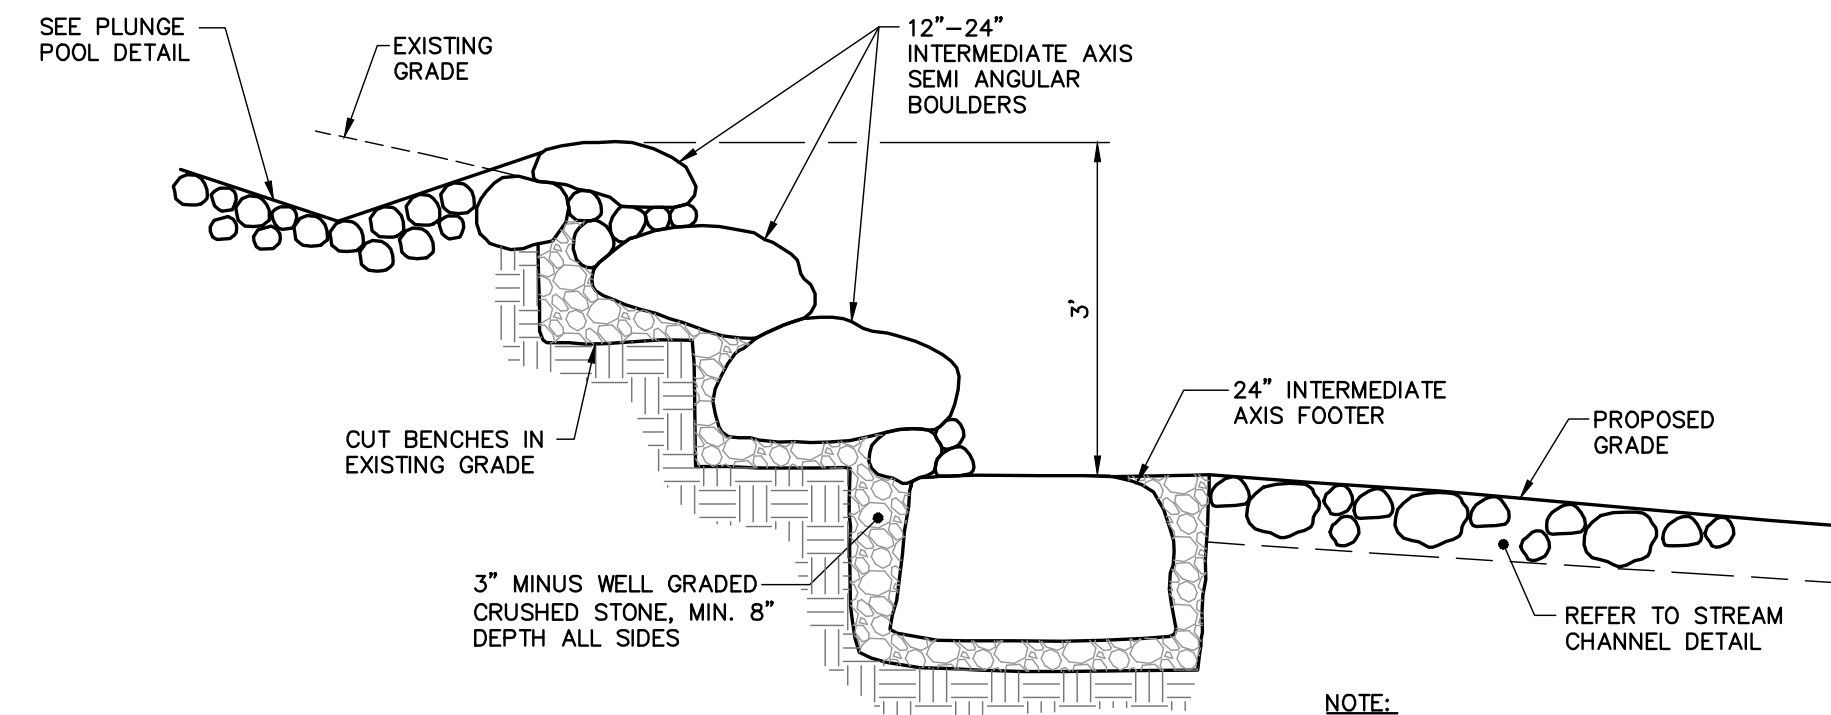 SEE PLUNGE
POOL DETAIL
EXISTING
GRADE
12"-24"
INTERMEDIATE AXIS
SEMI ANGULAR
BOULDERS
3'
24" INTERMEDIATE
AXIS FOOTER
PROPOSED
GRADE
CUT BENCHES IN
EXISTING GRADE
3" MINUS WELL GRADED
CRUSHED STONE, MIN. 8"
DEPTH ALL SIDES
REFER TO STREAM
CHANNEL DETAIL
NOTE: